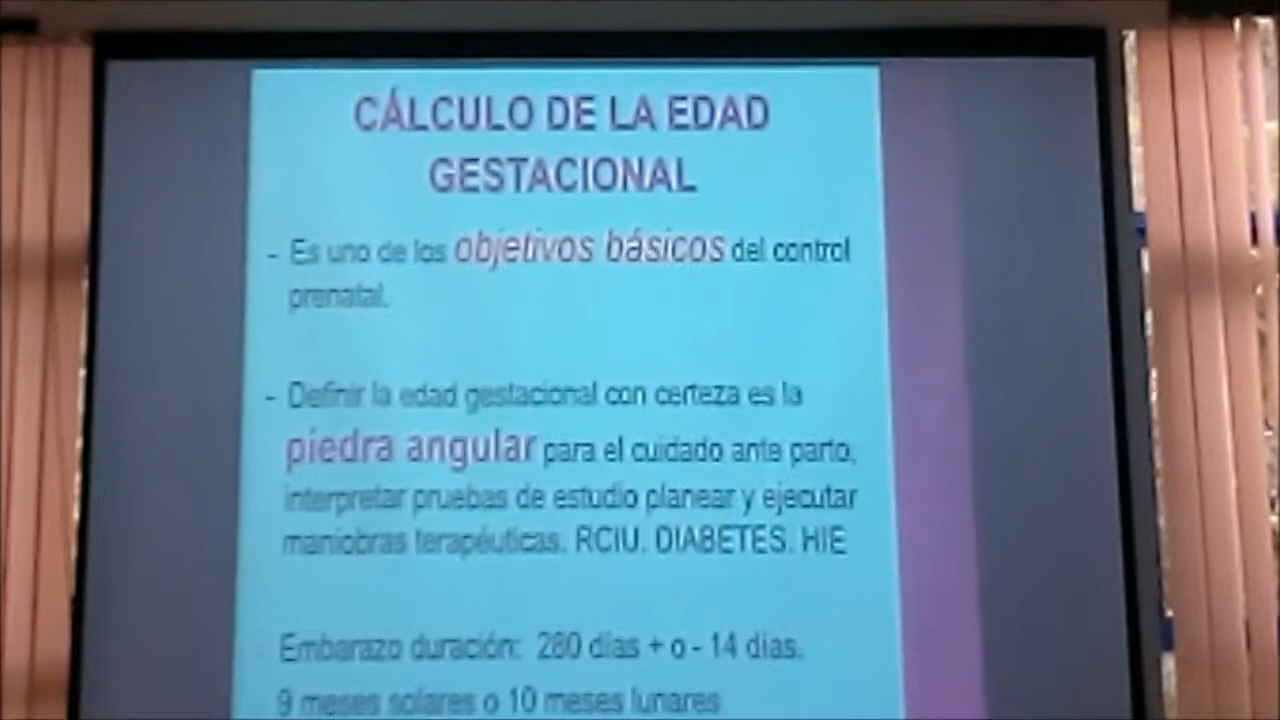 CÁLCULO DE LA EDAD
GESTACIONAL
- Es uno de los objetivos básicos del control
prenatal.
- Definir la edad gestacional con certeza es la
piedra angular para el cuidado ante parto,
interpretar pruebas de estudio planear y ejecutar
maniobras terapéuticas. RCIU. DIABETES. HIE
Embarazo duración: 280 días + o - 14 días.
9 meses solares o 10 meses lunares